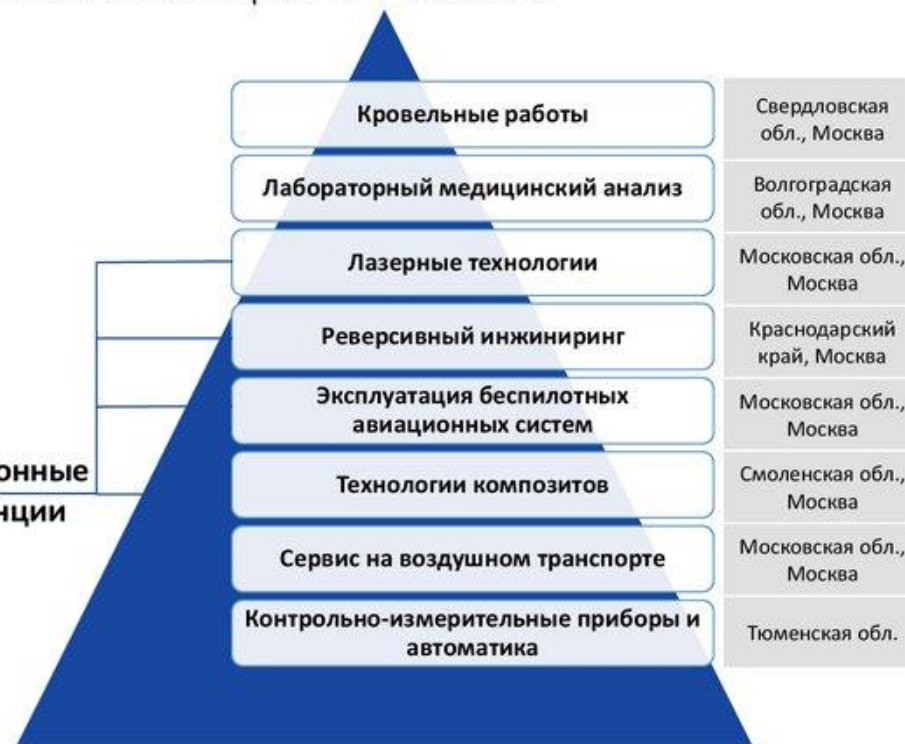 Кровельные работы
Свердловская
обл., Москва
Лабораторный медицинский анализ
Волгоградская
обл., Москва
Лазерные технологии
Московская обл.,
Москва
Реверсивный инжиниринг
Краснодарский
край, Москва
Эксплуатация беспилотных
авиационных систем
Московская обл.,
Москва
онные
нции
Технологии композитов
Смоленская обл.,
Москва
Сервис на воздушном транспорте
Московская обл.,
Москва
Контрольно-измерительные приборы и
автоматика
Тюменская обл.